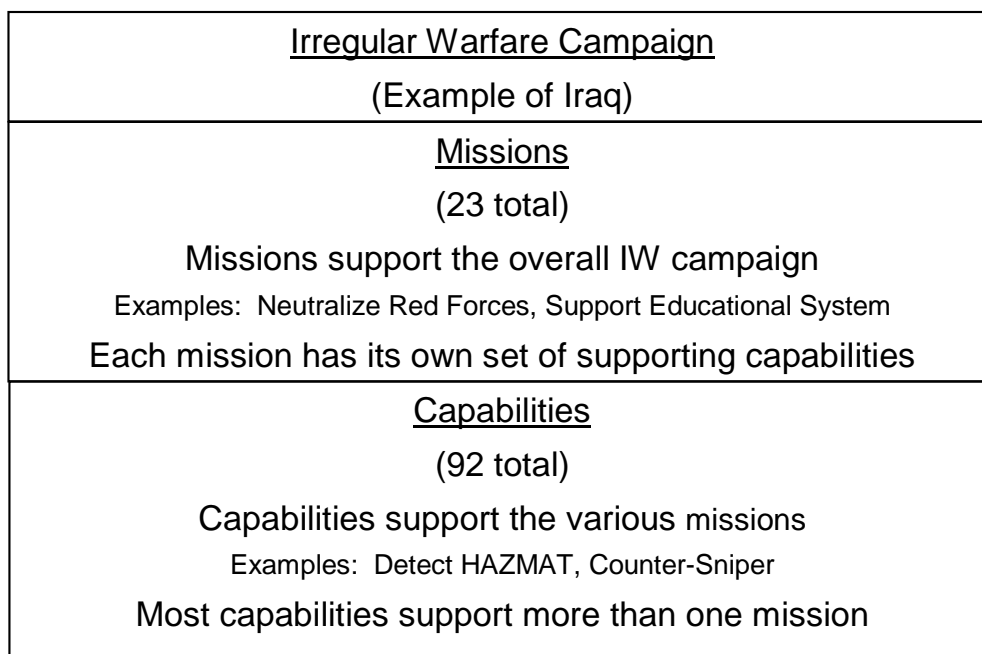 Irregular Warfare Campaign
(Example of Iraq)
Missions
(23 total)
Missions support the overall IW campaign
Examples:  Neutralize Red Forces, Support Educational System
Each mission has its own set of supporting capabilities
Capabilities
(92 total)
Capabilities support the various missions
Examples:  Detect HAZMAT, Counter-Sniper
Most capabilities support more than one mission